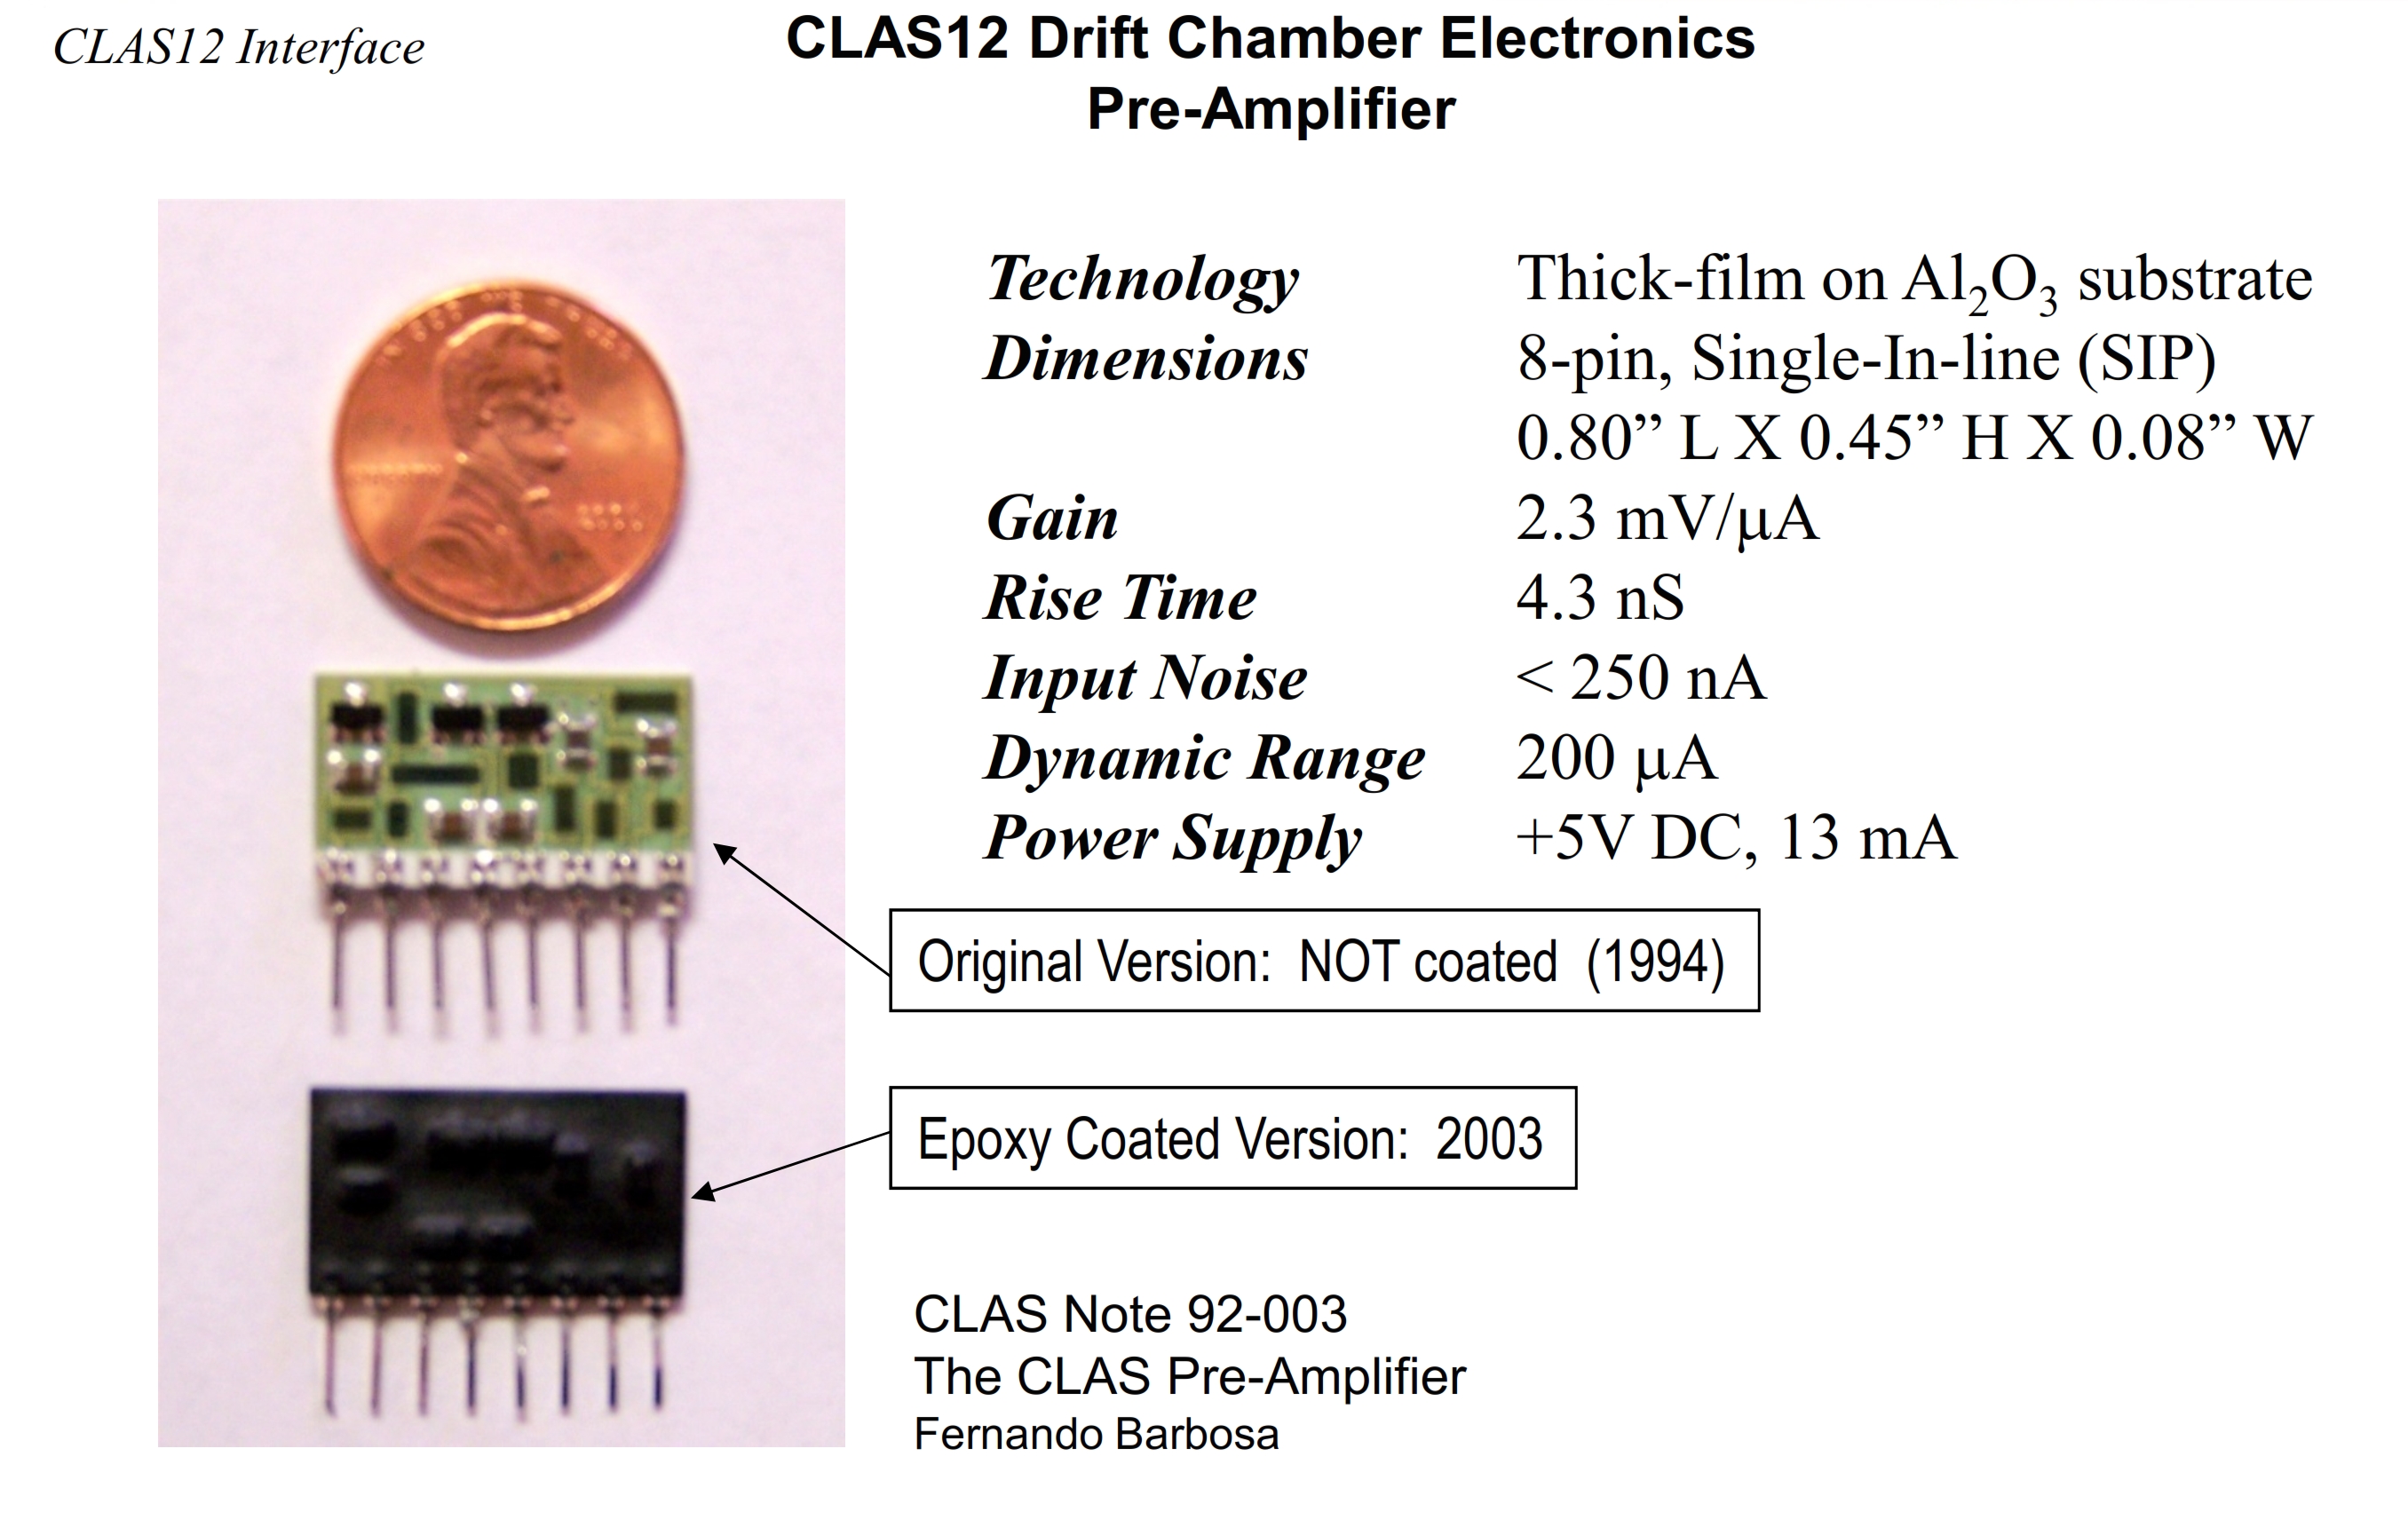 CLAS12 Interface
CLAS12 Drift Chamber Electronics
Pre-Amplifier
Technology Thick-film on Al₂O₃ substrate
Dimensions 8-pin, Single-In-line (SIP)
0.80” L X 0.45” H X 0.08” W
Gain 2.3 mV/μA
Rise Time 4.3 nS
Input Noise < 250 nA
Dynamic Range 200 μA
Power Supply +5V DC, 13 mA
Original Version: NOT coated (1994)
Epoxy Coated Version: 2003
CLAS Note 92-003
The CLAS Pre-Amplifier
Fernando Barbosa